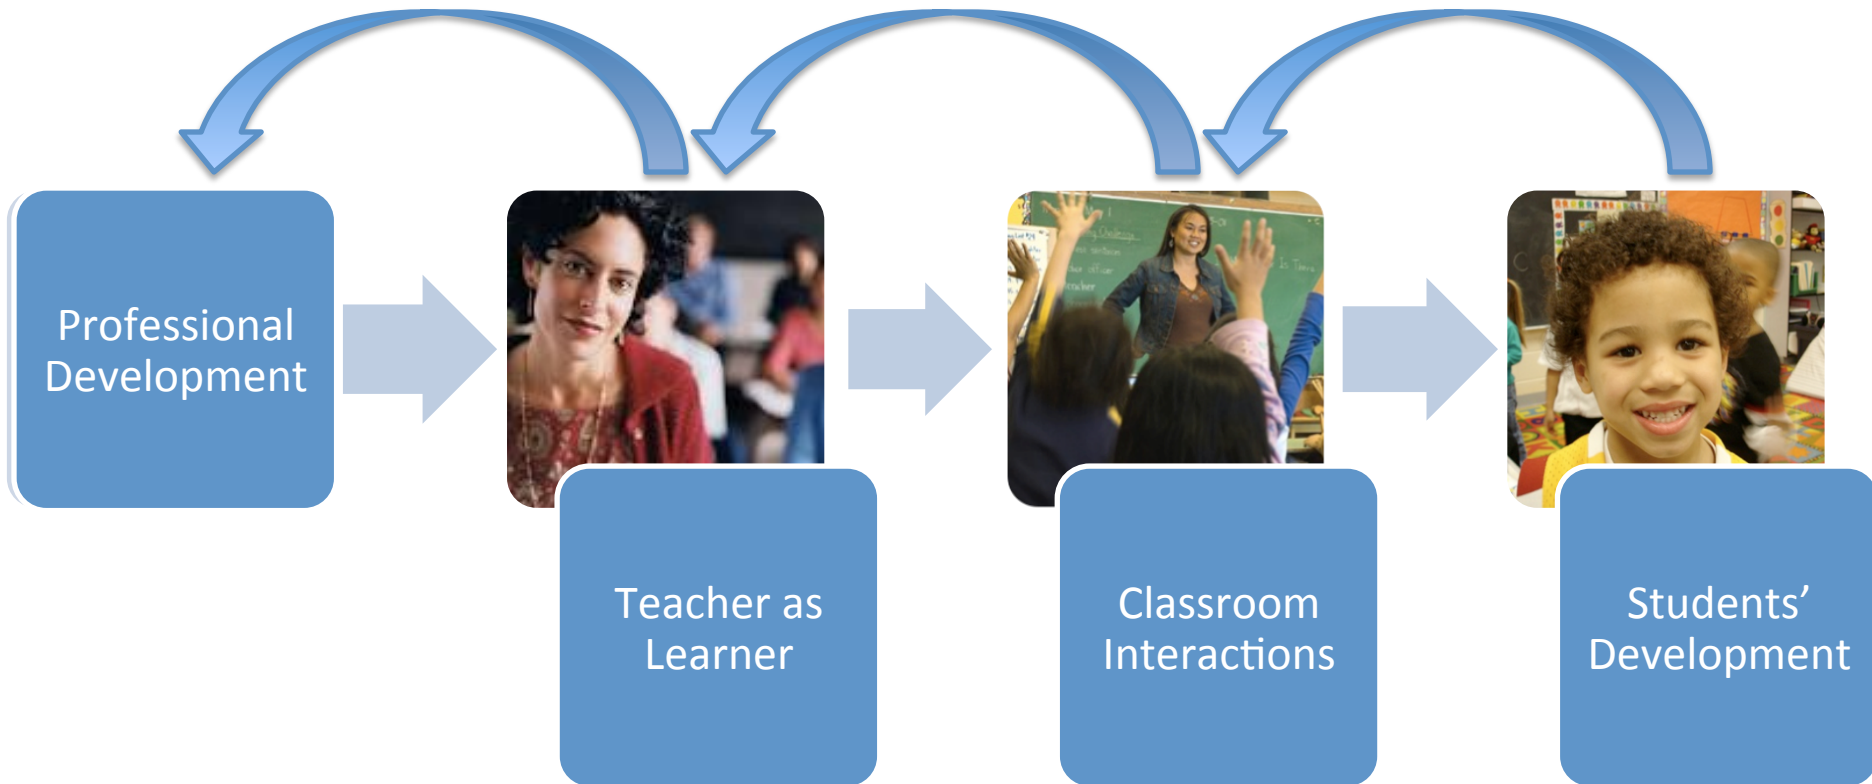 Professional
Development
Teacher as
Learner
Classroom
Interactions
Students’
Development